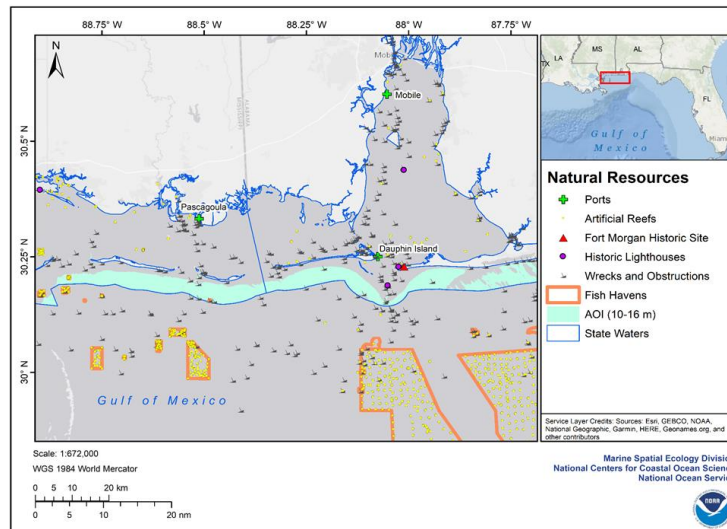 88.75° W 88.5° W 88.25° W 88° W 87.75° W
N
Mobile
MISSISSIPPI
ALABAMA
Pascagoula
Dauphin Island
30.5° N
30.25° N
30° N
Gulf of Mexico
Scale: 1:672,000
WGS 1984 World Mercator
0 5 10 20 km
0 5 10 20 nm
TX
LA
MS
AL
FL
Miami
Gulf of
Mexico
Natural Resources
Ports
Artificial Reefs
Fort Morgan Historic Site
Historic Lighthouses
Wrecks and Obstructions
Fish Havens
AOI (10-16 m)
State Waters
Service Layer Credits: Sources: Esri, GEBCO, NOAA,
National Geographic, Garmin, HERE, Geonames.org, and
other contributors
Marine Spatial Ecology Divisi
National Centers for Coastal Ocean Scienc
National Ocean Servic
NOAA